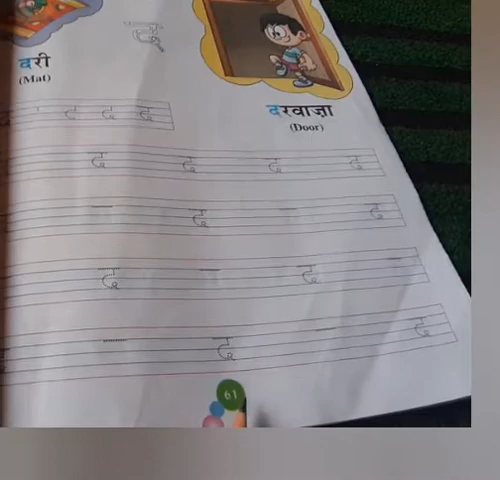 दरी
(Mat)
दरवाज़ा
(Door)
द द
द द द द
द द
द द
द द
61